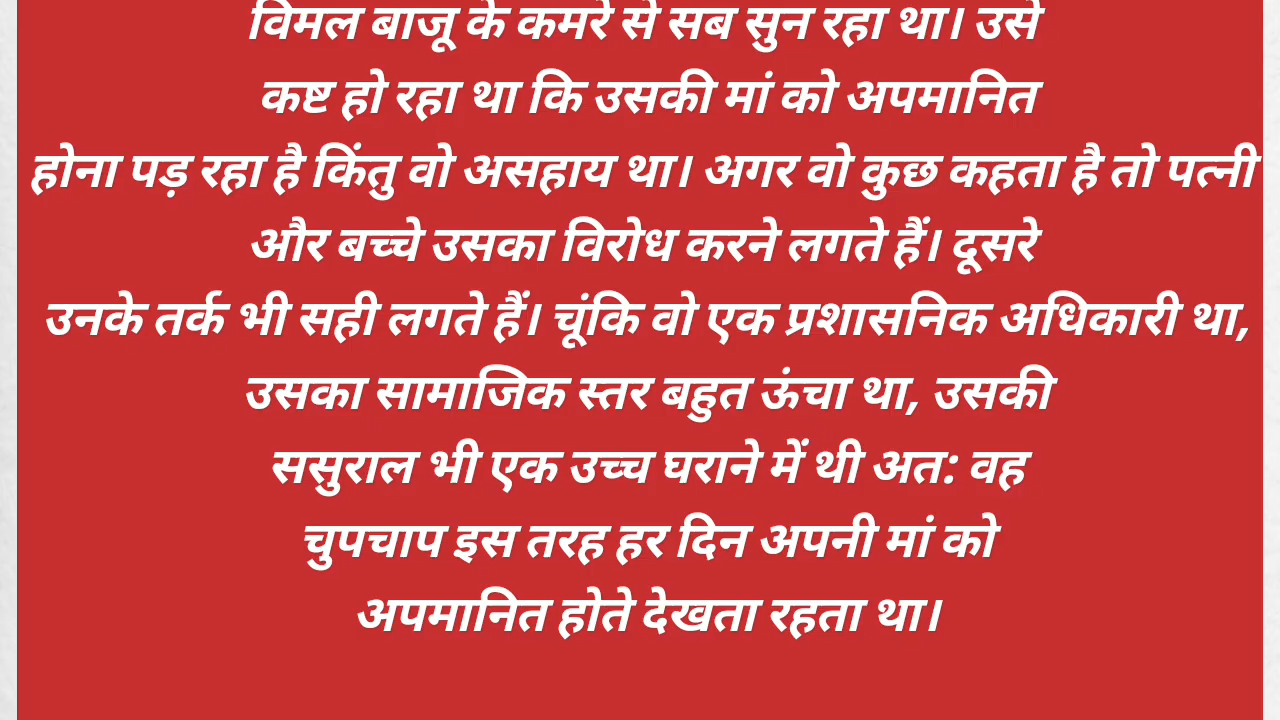 विमल बाजू के कमरे से सब सुन रहा था। उसे
कष्ट हो रहा था कि उसकी मां को अपमानित
होना पड़ रहा है किंतु वो असहाय था। अगर वो कुछ कहता है तो पत्नी
और बच्चे उसका विरोध करने लगते हैं। दूसरे
उनके तर्क भी सही लगते हैं। चूंकि वो एक प्रशासनिक अधिकारी था,
उसका सामाजिक स्तर बहुत ऊंचा था, उसकी
ससुराल भी एक उच्च घराने में थी अत: वह
चुपचाप इस तरह हर दिन अपनी मां को
अपमानित होते देखता रहता था।